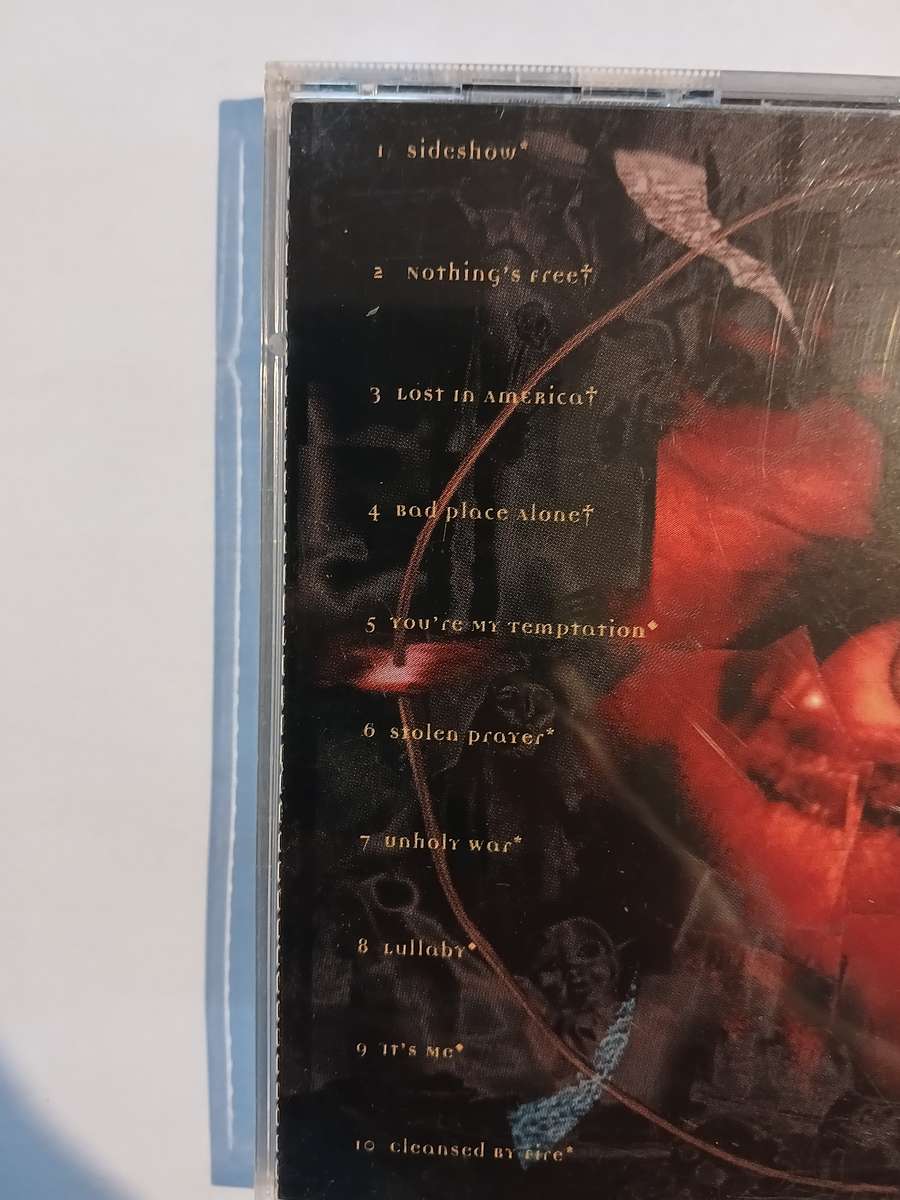 1 sideshow*
2 Nothing's Free†
3 Lost in America†
4 Bad place Alone†
5 You're My Temptation◆
6 stolen prayer*
7 unholy war*
8 Lullaby◆
9 It's Me◆
10 cleansed by fire*